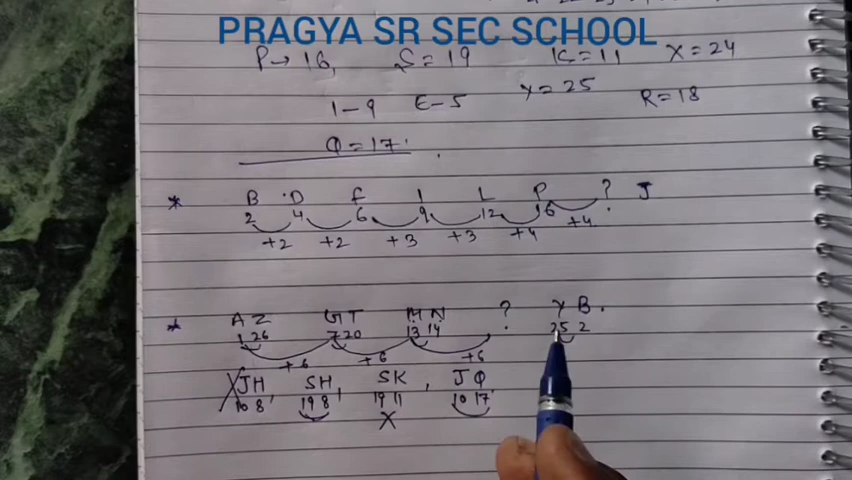 PRAGYA SR SEC SCHOOL
P→ 16, S = 19 K = 11 X = 24
I - 9 E - 5 Y = 25 R = 18
Q = 17.
* B D F I L P ? J
2 4 6 9 12 16
+2 +2 +3 +3 +4 +4
* A Z G T M N ? Y B.
1 26 7 20 13 14 25 2
+6 +6 +6
JH, SH, SK, JQ,
10 8 19 8 19 11 10 17
X